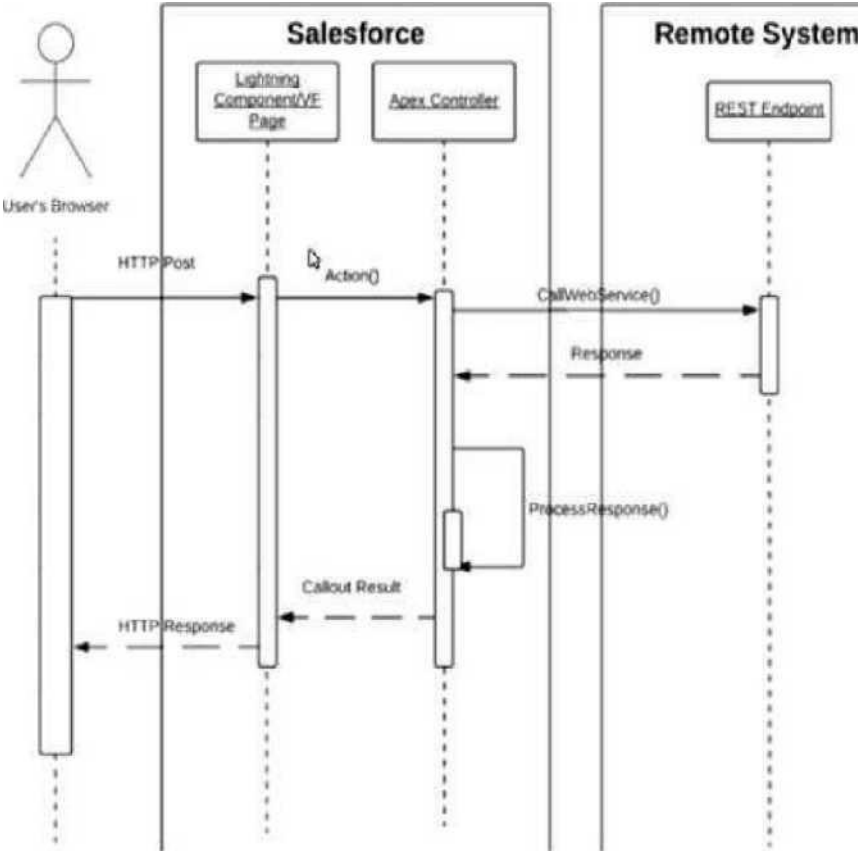 Salesforce
Remote System
Lightning
Component/VF
Page
Apex Controller
REST Endpoint
User's Browser
HTTP Post
Action()
CallWebService()
Response
ProcessResponse()
Callout Result
HTTP Response